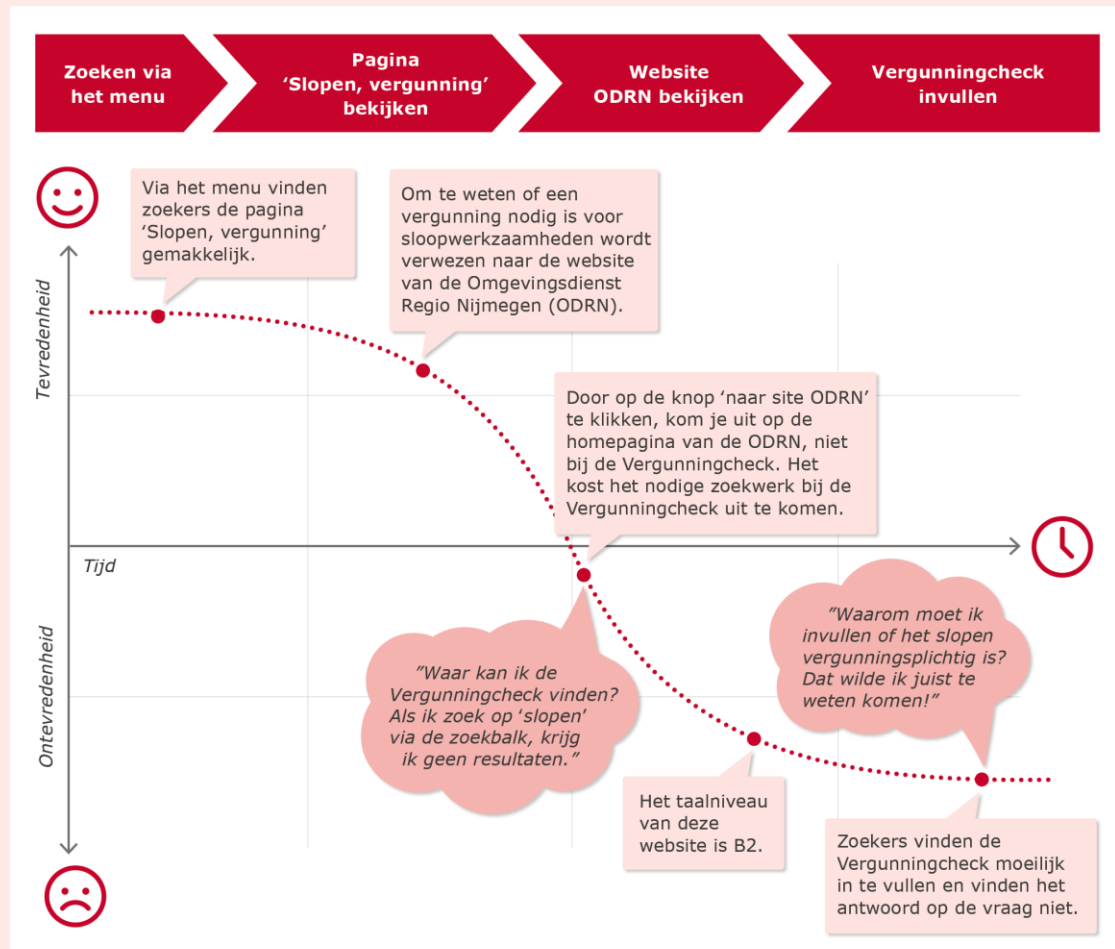 Zoeken via
het menu
Pagina
‘Slopen, vergunning’
bekijken
Website
ODRN bekijken
Vergunningcheck
invullen
Via het menu vinden
zoekers de pagina
‘Slopen, vergunning’
gemakkelijk.
Om te weten of een
vergunning nodig is voor
sloopwerkzaamheden wordt
verwezen naar de website
van de Omgevingsdienst
Regio Nijmegen (ODRN).
Tevredenheid
Door op de knop ‘naar site ODRN’
te klikken, kom je uit op de
homepagina van de ODRN, niet
bij de Vergunningcheck. Het
kost het nodige zoekwerk bij de
Vergunningcheck uit te komen.
Tijd
Ontevredenheid
”Waar kan ik de
Vergunningcheck vinden?
Als ik zoek op ‘slopen’
via de zoekbalk, krijg
ik geen resultaten.”
”Waarom moet ik
invullen of het slopen
vergunningsplichtig is?
Dat wilde ik juist te
weten komen!”
Het taalniveau
van deze
website is B2.
Zoekers vinden de
Vergunningcheck moeilijk
in te vullen en vinden het
antwoord op de vraag niet.